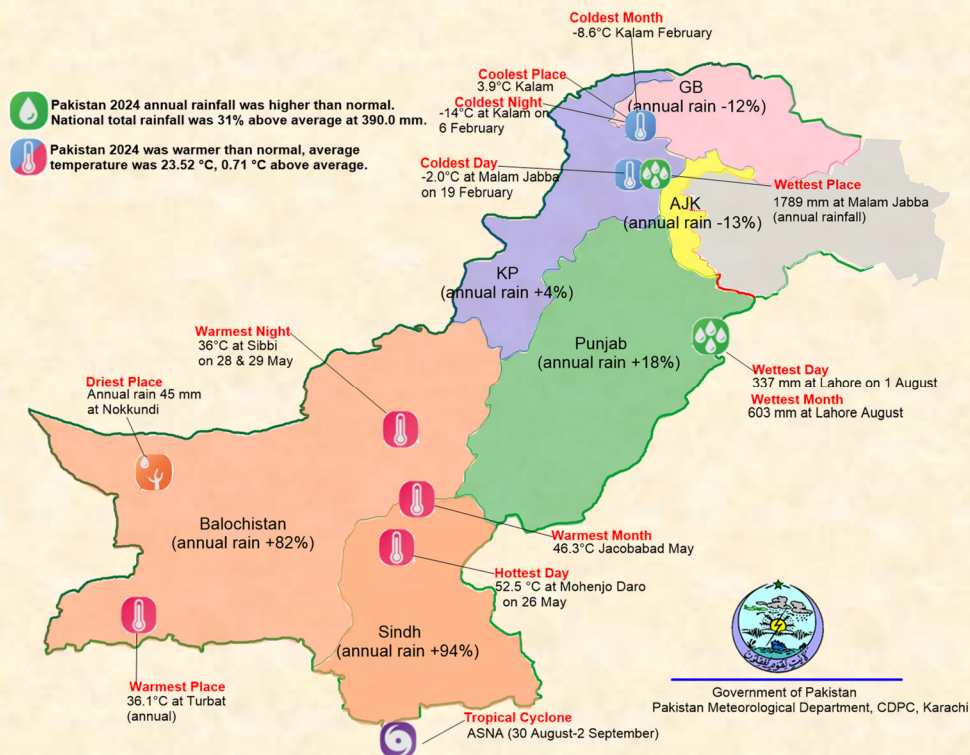 Coldest Month
-8.6°C Kalam February
Coolest Place
3.9°C Kalam
Coldest Night
-14°C at Kalam on
6 February
GB
(annual rain -12%)
Pakistan 2024 annual rainfall was higher than normal.
National total rainfall was 31% above average at 390.0 mm.
Pakistan 2024 was warmer than normal, average
temperature was 23.52 °C, 0.71 °C above average.
Coldest Day
-2.0°C at Malam Jabba
on 19 February
Wettest Place
1789 mm at Malam Jabba
(annual rainfall)
AJK
(annual rain -13%)
KP
(annual rain +4%)
Punjab
(annual rain +18%)
Warmest Night
36°C at Sibbi
on 28 & 29 May
Wettest Day
337 mm at Lahore on 1 August
Wettest Month
603 mm at Lahore August
Driest Place
Annual rain 45 mm
at Nokkundi
Balochistan
(annual rain +82%)
Warmest Month
46.3°C Jacobabad May
Hottest Day
52.5 °C at Mohenjo Daro
on 26 May
Sindh
(annual rain +94%)
Warmest Place
36.1°C at Turbat
(annual)
Tropical Cyclone
ASNA (30 August-2 September)
Government of Pakistan
Pakistan Meteorological Department, CDPC, Karachi